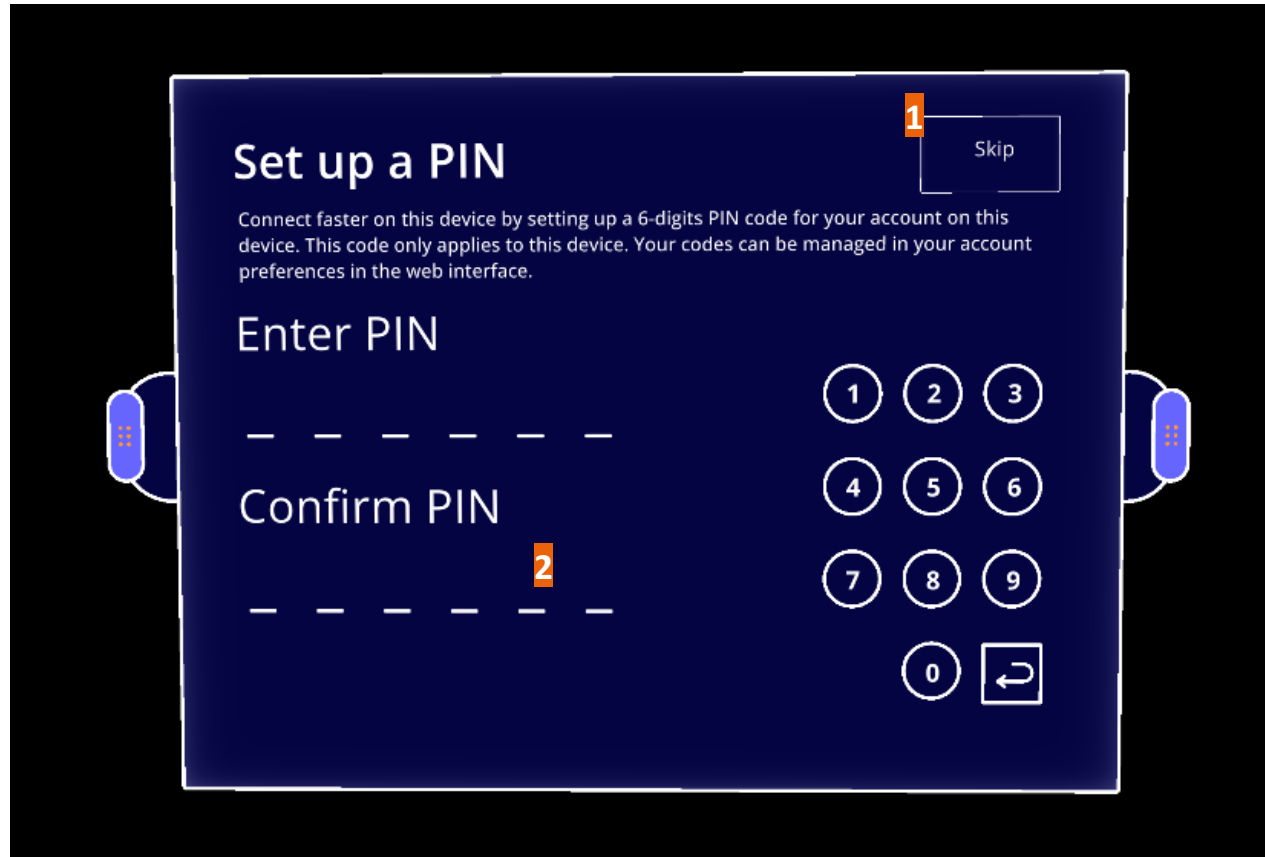 1
Skip
Set up a PIN
Connect faster on this device by setting up a 6-digits PIN code for your account on this
device. This code only applies to this device. Your codes can be managed in your account
preferences in the web interface.
Enter PIN
1 2 3
4 5 6
Confirm PIN
2
7 8 9
0